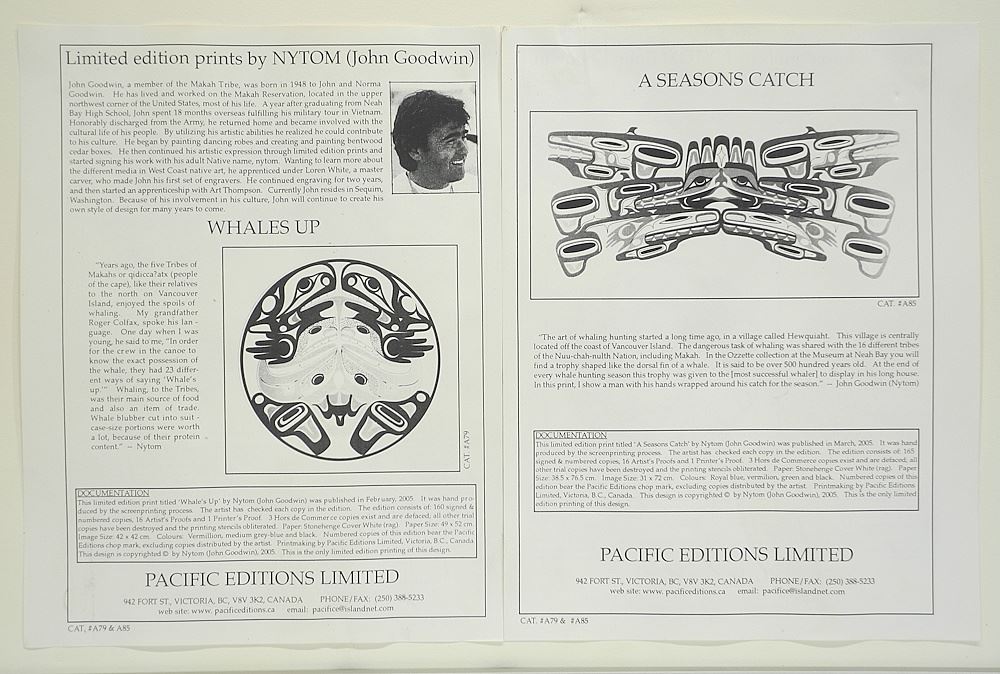 Limited edition prints by NYTOM (John Goodwin)
John Goodwin, a member of the Makah Tribe, was born in 1948 to John and Norma
Goodwin. He has lived and worked on the Makah Reservation, located in the upper
northwest corner of the United States, most of his life. A year after graduating from Neah
Bay High School, John spent 18 months overseas fulfilling his military tour in Vietnam.
Honorably discharged from the Army, he returned home and became involved with the
cultural life of his people. By utilizing his artistic abilities he realized he could contribute
to his culture. He began by painting dancing robes and creating and painting bentwood
cedar boxes. He then continued his artistic expression through limited edition prints and
started signing his work with his adult Native name, nytom. Wanting to learn more about
the different media in West Coast native art, he apprenticed under Loren White, a master
carver, who made John his first set of engravers. He continued engraving for two years,
and then started an apprenticeship with Art Thompson. Currently John resides in Sequim,
Washington. Because of his involvement in his culture, John will continue to create his
own style of design for many years to come.
WHALES UP
"Years ago, the five Tribes of
Makahs or qidicca?atx (people
of the cape), like their relatives
to the north on Vancouver
Island, enjoyed the spoils of
whaling. My grandfather
Roger Colfax, spoke his lan -
guage. One day when I was
young, he said to me, "In order
for the crew in the canoe to
know the exact possession of
the whale, they had 23 differ-
ent ways of saying 'Whale's
up.'" Whaling, to the Tribes,
was their main source of food
and also an item of trade.
Whale blubber cut into suit -
case-size portions were worth
a lot, because of their protein
content." — Nytom
CAT. #A79
DOCUMENTATION
This limited edition print titled 'Whale's Up' by Nytom (John Goodwin) was published in February, 2005. It was hand pro-
duced by the screenprinting process. The artist has checked each copy in the edition. The edition consists of: 160 signed &
numbered copies, 16 Artist's Proofs and 1 Printer's Proof. 3 Hors de Commerce copies exist and are defaced; all other trial
copies have been destroyed and the printing stencils obliterated. Paper: Stonehenge Cover White (rag). Paper Size: 49 x 52 cm.
Image Size: 42 x 42 cm. Colours: Vermillion, medium grey-blue and black. Numbered copies of this edition bear the Pacific
Editions chop mark, excluding copies distributed by the artist. Printmaking by Pacific Editions Limited, Victoria, B.C., Canada
This design is copyrighted © by Nytom (John Goodwin), 2005. This is the only limited edition printing of this design.
PACIFIC EDITIONS LIMITED
942 FORT ST., VICTORIA, BC, V8V 3K2, CANADA PHONE/FAX: (250) 388-5233
web site: www. pacificeditions.ca email: pacifice@islandnet.com
CAT, #A79 & A85
A SEASONS CATCH
CAT. #A85
"The art of whaling hunting started a long time ago, in a village called Hewquiaht. This village is centrally
located off the coast of Vancouver Island. The dangerous task of whaling was shared with the 16 different tribes
of the Nuu-chah-nulth Nation, including Makah. In the Ozzette collection at the Museum at Neah Bay you will
find a trophy shaped like the dorsal fin of a whale. It is said to be over 500 hundred years old. At the end of
every whale hunting season this trophy was given to the [most successful whaler] to display in his long house.
In this print, I show a man with his hands wrapped around his catch for the season." — John Goodwin (Nytom)
DOCUMENTATION
This limited edition print titled 'A Seasons Catch' by Nytom (John Goodwin) was published in March, 2005. It was hand
produced by the screenprinting process. The artist has checked each copy in the edition. The edition consists of: 165
signed & numbered copies, 16 Artist's Proofs and 1 Printer's Proof. 3 Hors de Commerce copies exist and are defaced; all
other trial copies have been destroyed and the printing stencils obliterated. Paper: Stonehenge Cover White (rag). Paper
Size: 38.5 x 76.5 cm. Image Size: 31 x 72 cm. Colours: Royal blue, vermilion, green and black. Numbered copies of this
edition bear the Pacific Editions chop mark, excluding copies distributed by the artist. Printmaking by Pacific Editions
Limited, Victoria, B.C., Canada. This design is copyrighted © by Nytom (John Goodwin), 2005. This is the only limited
edition printing of this design.
PACIFIC EDITIONS LIMITED
942 FORT ST., VICTORIA, BC, V8V 3K2, CANADA PHONE/FAX: (250) 388-5233
web site: www. pacificeditions.ca email: pacifice@islandnet.com
CAT. #A79 & #A85